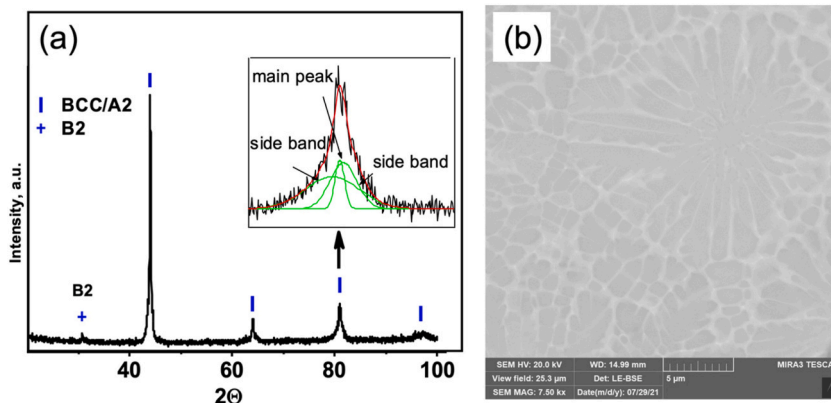 (a)
BCC/A2
+ B2
main peak
side band
side band
Intensity, a.u.
B2
+
40
60
80
100
2Θ
(b)
SEM HV: 20.0 kV
WD: 14.99 mm
MIRA3 TESCA
View field: 25.3 µm
Det: LE-BSE
5 µm
SEM MAG: 7.50 kx
Date(m/d/y): 07/29/21